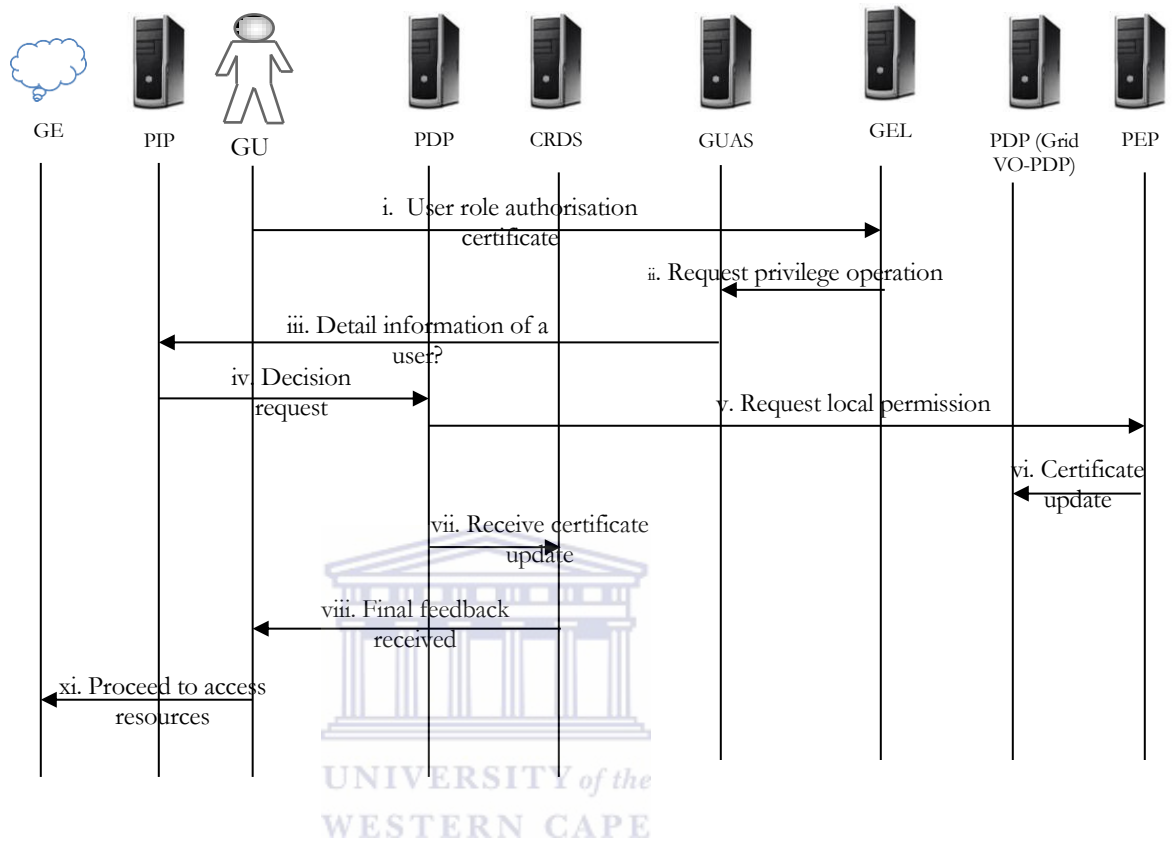 GE
PIP
GU
PDP
CRDS
GUAS
GEL
PDP (Grid
VO-PDP)
PEP
i. User role authorisation
certificate
ii. Request privilege operation
iii. Detail information of a
user?
iv. Decision
request
v. Request local permission
vi. Certificate
update
vii. Receive certificate
update
viii. Final feedback
received
xi. Proceed to access
resources
UNIVERSITY of the
WESTERN CAPE